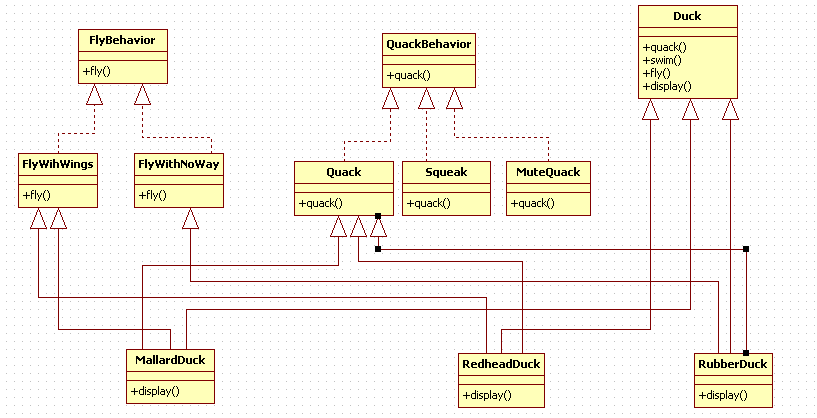 Duck
+quack()
+swim()
+fly()
+display()
FlyBehavior
+fly()
QuackBehavior
+quack()
FlyWihWings
+fly()
FlyWithNoWay
+fly()
Quack
+quack()
Squeak
+quack()
MuteQuack
+quack()
MallardDuck
+display()
RedheadDuck
+display()
RubberDuck
+display()